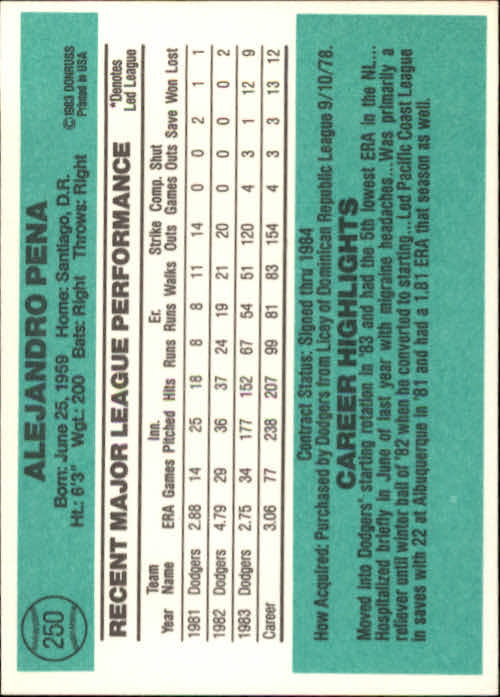 250
ALEJANDRO PENA
©1983 DONRUSS
Printed in USA
Born: June 25, 1959 Home: Santiago, D.R.
Ht.: 6'3" Wgt.: 200 Bats: Right Throws: Right
RECENT MAJOR LEAGUE PERFORMANCE
*Denotes
Led League
Team Inn. Er. Strike Comp. Shut
Year Name ERA Games Pitched Hits Runs Runs Walks Outs Games Outs Save Won Lost
1981 Dodgers 2.88 14 25 18 8 8 11 14 0 0 2 1 1
1982 Dodgers 4.79 29 36 37 24 19 21 20 0 0 0 0 2
1983 Dodgers 2.75 34 177 152 67 54 51 120 4 3 1 12 9
Career 3.06 77 238 207 99 81 83 154 4 3 3 13 12
Contract Status: Signed thru 1984
How Acquired: Purchased by Dodgers from Licey of Dominican Republic League 9/10/78.
CAREER HIGHLIGHTS
Moved into Dodgers' starting rotation in '83 and had the 5th lowest ERA in the NL...
Hospitalized briefly in June of last year with migraine headaches...Was primarily a
reliever until winter ball of '82 when he converted to starting...Led Pacific Coast League
in saves with 22 at Albuquerque in '81 and had a 1.81 ERA that season as well.